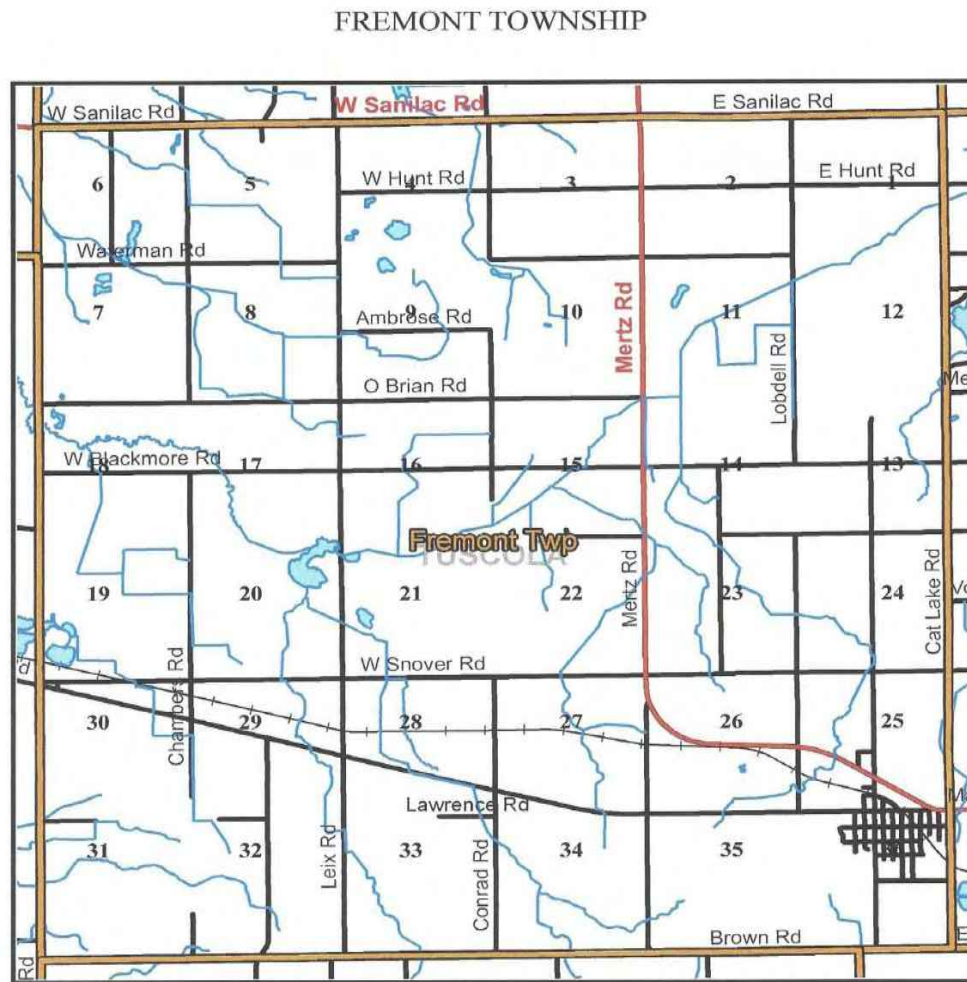 FREMONT TOWNSHIP
W Sanilac Rd
W Sanilac Rd
E Sanilac Rd
6
5
4
W Hunt Rd
3
2
E Hunt Rd
1
Waterman Rd
7
8
9
Ambrose Rd
10
Mertz Rd
11
12
Lobdell Rd
O Brian Rd
Me
W Blackmore Rd
18
17
16
15
14
13
Fremont Twp
TUSCOLA
19
20
21
22
Mertz Rd
23
24
Cat Lake Rd
Vo
W Snover Rd
d
Chambers Rd
30
29
28
27
26
25
Lawrence Rd
M
31
32
Leix Rd
33
Conrad Rd
34
35
Brown Rd
E
Rd